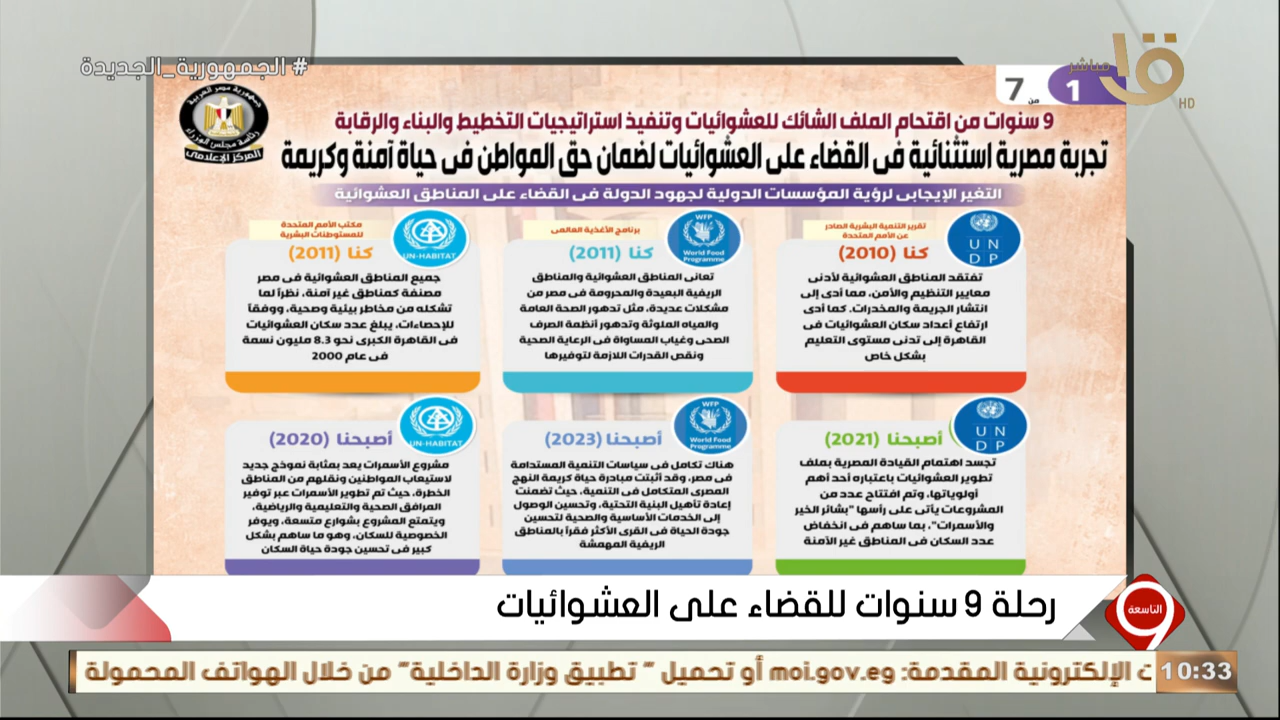 # الجمهورية_الجديدة
مباشر
HD
1 من 7
جمهورية مصر العربية
رئاسة مجلس الوزراء
المركز الإعلامى
9 سنوات من اقتحام الملف الشائك للعشوائيات وتنفيذ استراتيجيات التخطيط والبناء والرقابة
تجربة مصرية استثنائية فى القضاء على العشوائيات لضمان حق المواطن فى حياة آمنة وكريمة
التغير الإيجابى لرؤية المؤسسات الدولية لجهود الدولة فى القضاء على المناطق العشوائية
U N
D P
تقرير التنمية البشرية الصادر
عن الأمم المتحدة
كنا (2010)
تفتقد المناطق العشوائية لأدنى
معايير التنظيم والأمن، مما أدى إلى
انتشار الجريمة والمخدرات. كما أدى
ارتفاع أعداد سكان العشوائيات فى
القاهرة إلى تدنى مستوى التعليم
بشكل خاص
WFP
World Food
Programme
برنامج الأغذية العالمى
كنا (2011)
تعانى المناطق العشوائية والمناطق
الريفية البعيدة والمحرومة فى مصر من
مشكلات عديدة، مثل تدهور الصحة العامة
والمياه الملوثة وتدهور أنظمة الصرف
الصحى وغياب المساواة فى الرعاية الصحية
ونقص القدرات اللازمة لتوفيرها
UN-HABITAT
مكتب الأمم المتحدة
للمستوطنات البشرية
كنا (2011)
جميع المناطق العشوائية فى مصر
مصنفة كمناطق غير آمنة، نظراً لما
تشكله من مخاطر بيئية وصحية، ووفقاً
للإحصاءات، يبلغ عدد سكان العشوائيات
فى القاهرة الكبرى نحو 8.3 مليون نسمة
فى عام 2000
U N
D P
أصبحنا (2021)
تجسد اهتمام القيادة المصرية بملف
تطوير العشوائيات باعتباره أحد أهم
أولوياتها، وتم افتتاح عدد من
المشروعات يأتى على رأسها "بشائر الخير
والأسمرات"، بما ساهم فى انخفاض
عدد السكان فى المناطق غير الآمنة
WFP
World Food
Programme
أصبحنا (2023)
هناك تكامل فى سياسات التنمية المستدامة
فى مصر، وقد أثبتت مبادرة حياة كريمة النهج
المصرى المتكامل فى التنمية، حيث تضمنت
إعادة تأهيل البنية التحتية، وتحسين الوصول
إلى الخدمات الأساسية والصحية لتحسين
جودة الحياة فى القرى الأكثر فقراً بالمناطق
الريفية المهمشة
UN-HABITAT
أصبحنا (2020)
مشروع الأسمرات يعد بمثابة نموذج جديد
لاستيعاب المواطنين ونقلهم من المناطق
الخطرة، حيث تم تطوير الأسمرات عبر توفير
المرافق الصحية والتعليمية والرياضية،
ويتمتع المشروع بشوارع متسعة، ويوفر
الخصوصية للسكان، وهو ما ساهم بشكل
كبير فى تحسين جودة حياة السكان
رحلة 9 سنوات للقضاء على العشوائيات
التاسعة
9
10:33
ت الإلكترونية المقدمة: moi.gov.eg أو تحميل " تطبيق وزارة الداخلية" من خلال الهواتف المحمولة